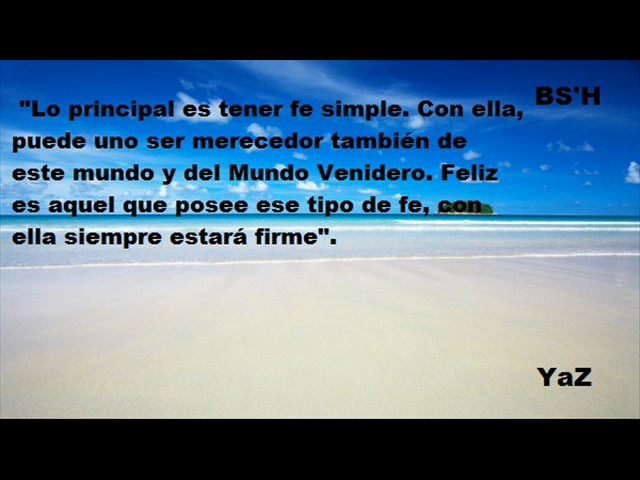 BS'H
"Lo principal es tener fe simple. Con ella,
puede uno ser merecedor también de
este mundo y del Mundo Venidero. Feliz
es aquel que posee ese tipo de fe, con
ella siempre estará firme".
YaZ